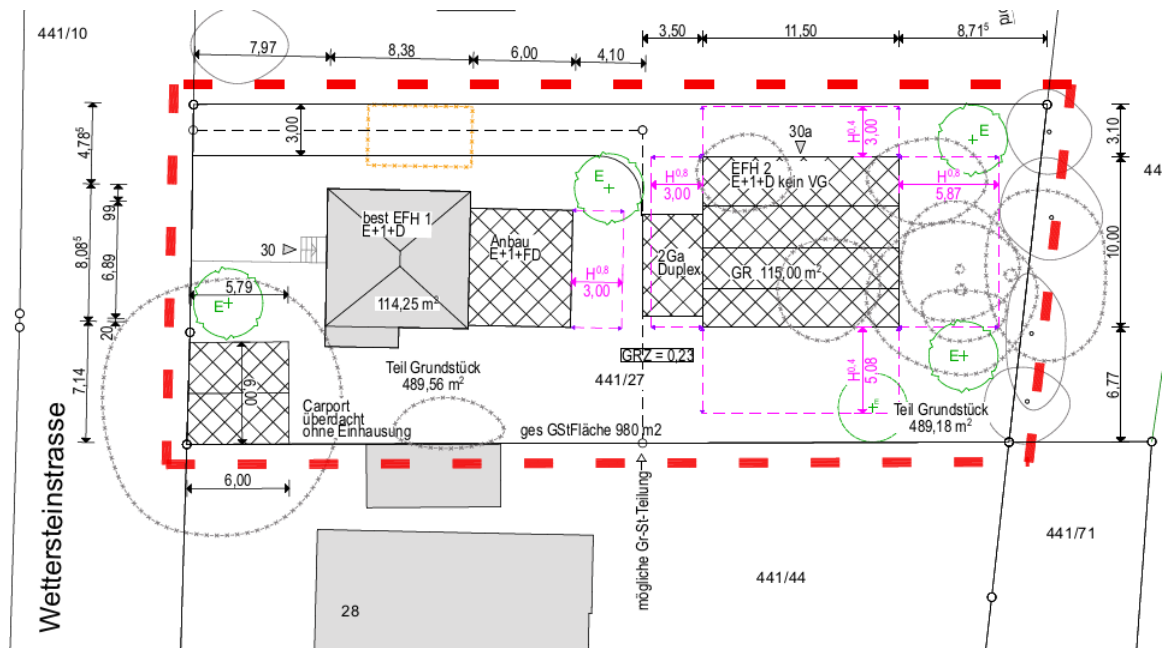 441/10
7,97
8,38
6,00
4,10
3,50
11,50
8,71⁵
4,78⁵
3,00
E
30a
H⁰·⁴
3,00
E
3,10
EFH 2
E+1+D kein VG
H⁰·⁸
3,00
H⁰·⁸
5,87
best EFH 1
E+1+D
99
8,08⁵
6,89
30
Anbau
E+1+FD
2Ga
Duplex
GR 115,00 m²
10,00
5,79
E
114,25 m²
H⁰·⁸
3,00
20
7,14
6,00
GRZ = 0,23
E
H⁰·⁴
5,08
6,77
Teil Grundstück
489,56 m²
441/27
Carport
überdacht
ohne Einhausung
E
Teil Grundstück
489,18 m²
ges GStFläche 980 m2
6,00
Wettersteinstrasse
mögliche Gr-St-Teilung
28
441/44
441/71